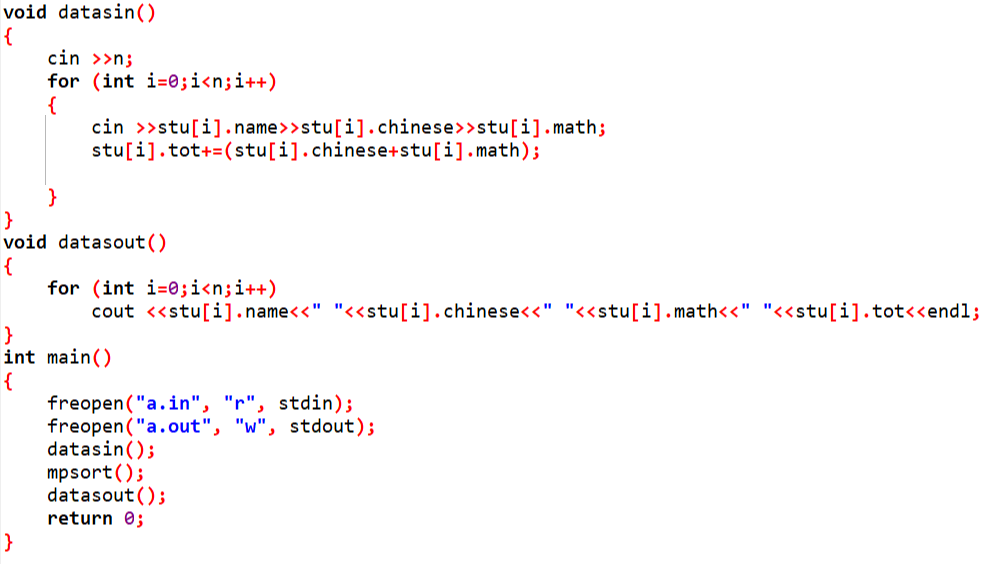 void datasin()
{
    cin >>n;
    for (int i=0;i<n;i++)
    {
        cin >>stu[i].name>>stu[i].chinese>>stu[i].math;
        stu[i].tot+=(stu[i].chinese+stu[i].math);

    }
}
void datasout()
{
    for (int i=0;i<n;i++)
        cout <<stu[i].name<<" "<<stu[i].chinese<<" "<<stu[i].math<<" "<<stu[i].tot<<endl;
}
int main()
{
    freopen("a.in", "r", stdin);
    freopen("a.out", "w", stdout);
    datasin();
    mpsort();
    datasout();
    return 0;
}